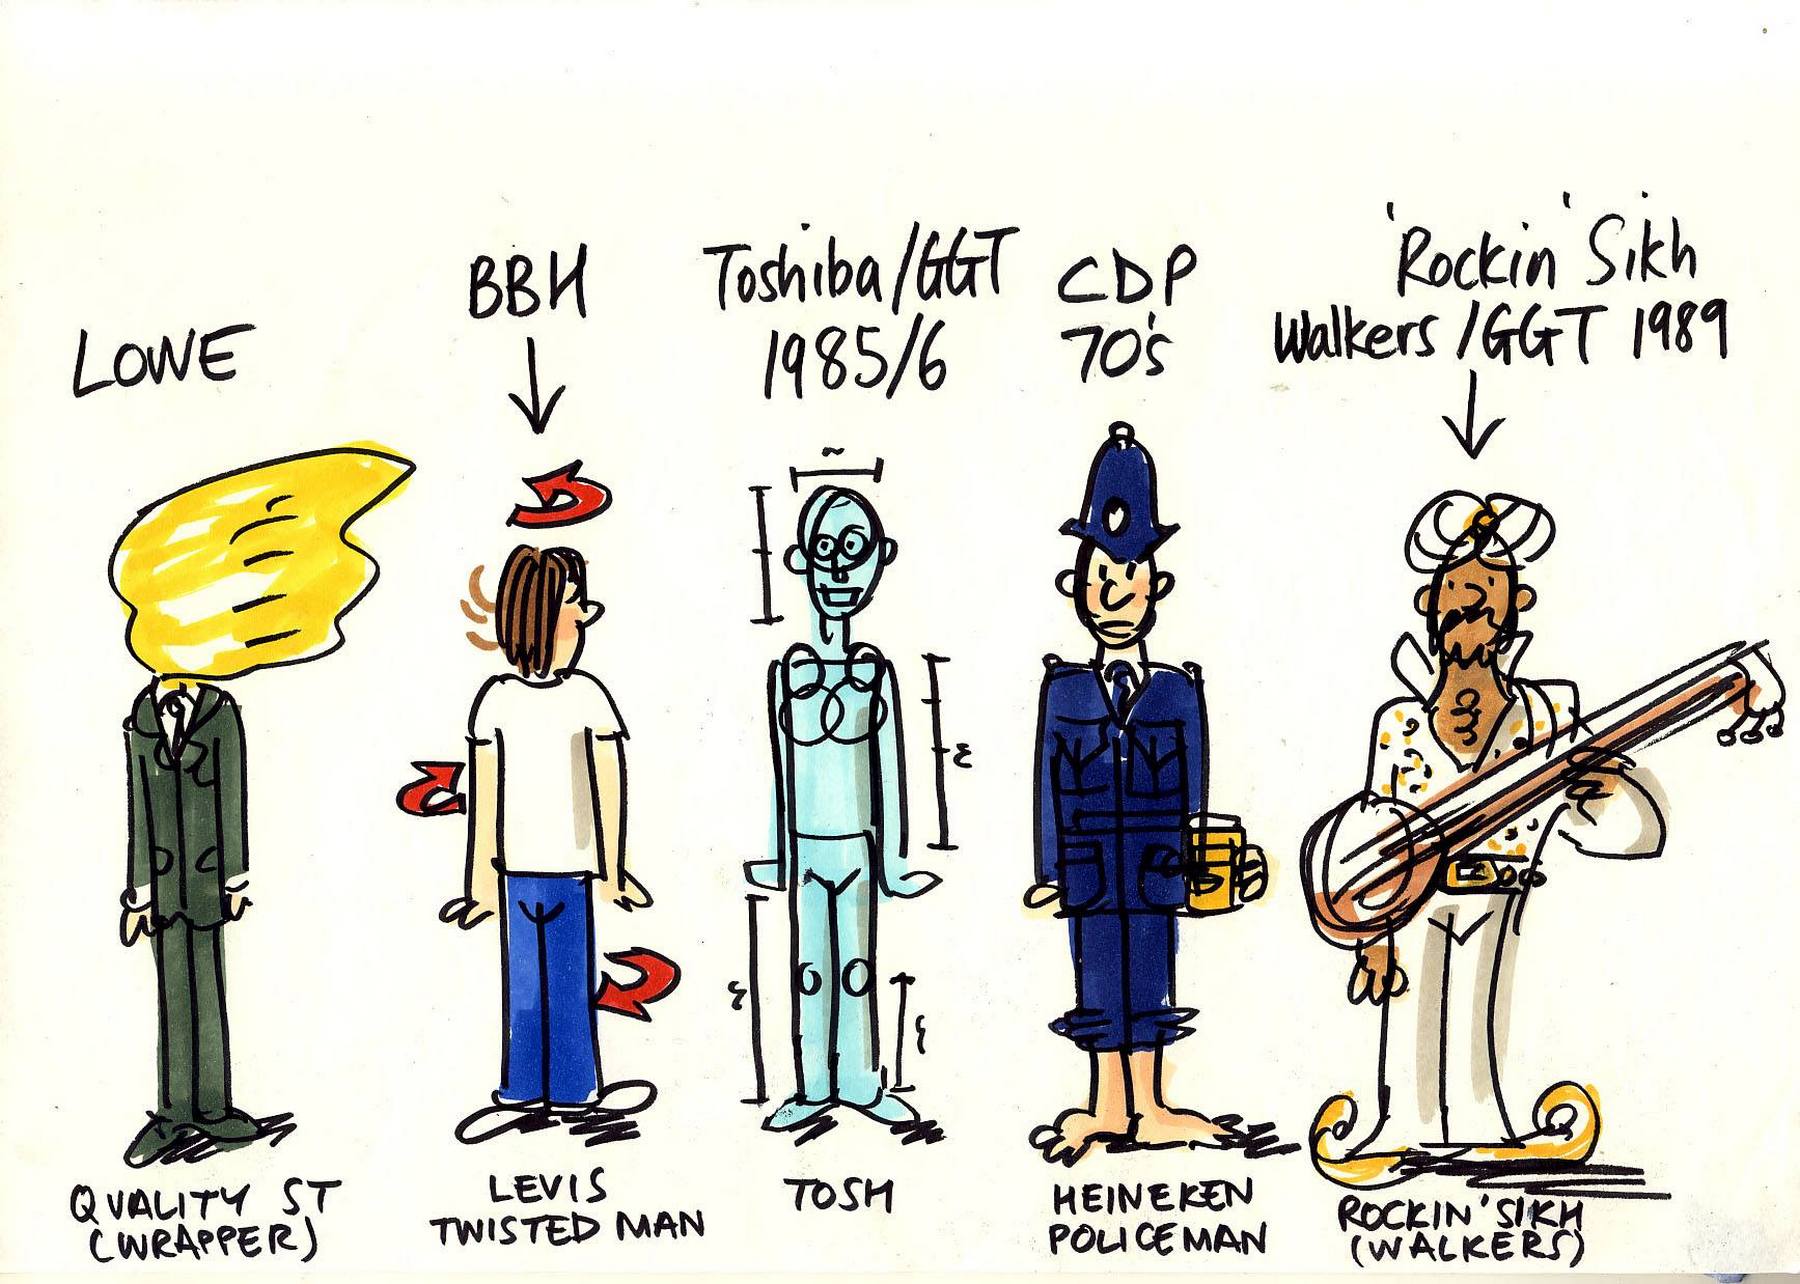 LOWE
BBH
Toshiba/GGT
1985/6
CDP
70's
'Rockin' Sikh
Walkers/GGT 1989
QUALITY ST
(WRAPPER)
LEVIS
TWISTED MAN
TOSH
HEINEKEN
POLICEMAN
ROCKIN' SIKH
(WALKERS)